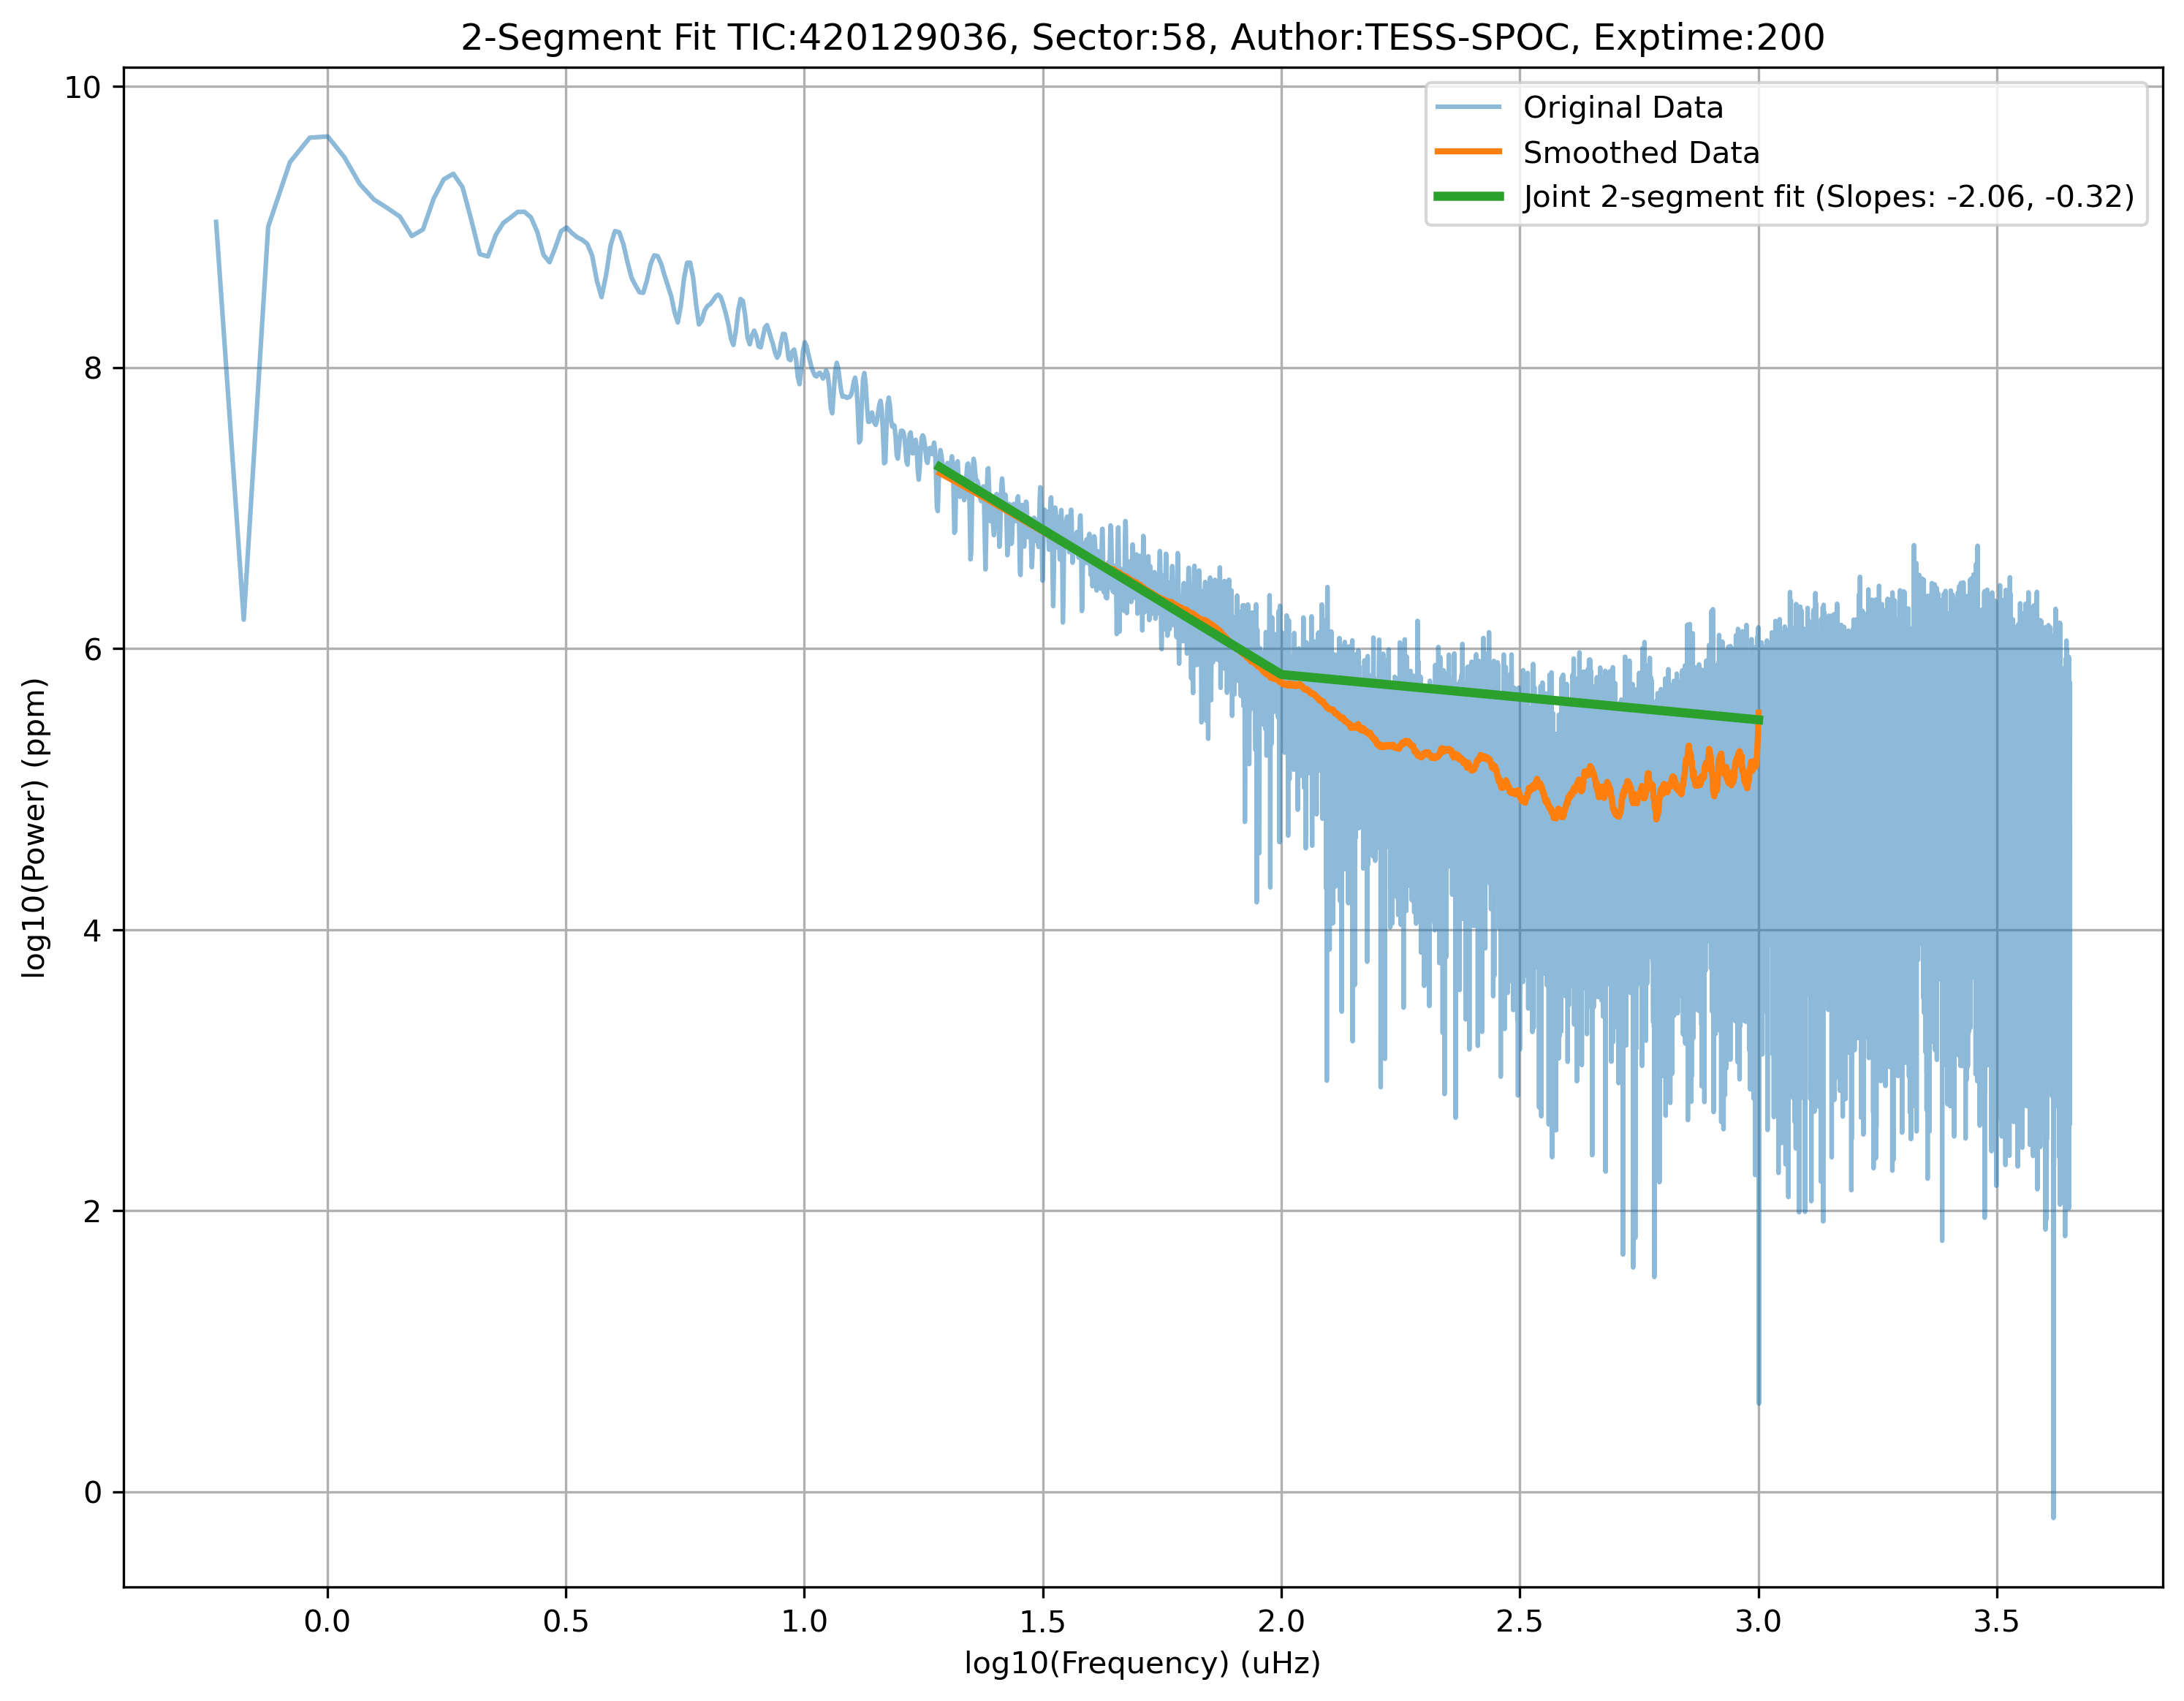 2-Segment Fit TIC:420129036, Sector:58, Author:TESS-SPOC, Exptime:200
Original Data
Smoothed Data
Joint 2-segment fit (Slopes: -2.06, -0.32)
log10(Power) (ppm)
10
8
6
4
2
0
0.0 0.5 1.0 1.5 2.0 2.5 3.0 3.5
log10(Frequency) (uHz)